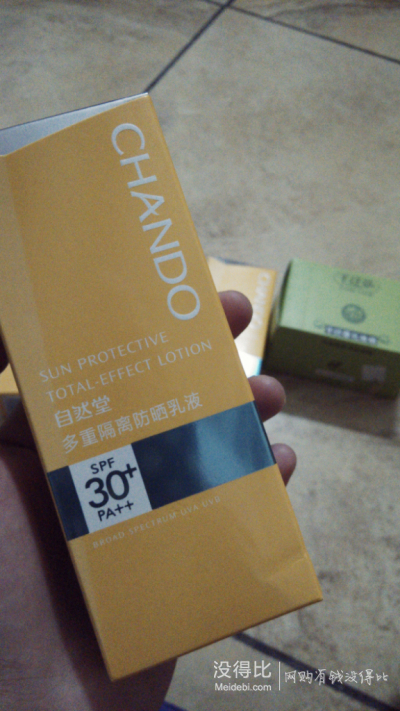 CHANDO
SUN PROTECTIVE
TOTAL-EFFECT LOTION
自然堂
多重隔离防晒乳液
SPF
30+
PA++
BROAD SPECTRUM UVA UVB
没得比
Meidebi.com
网购有钱没得比